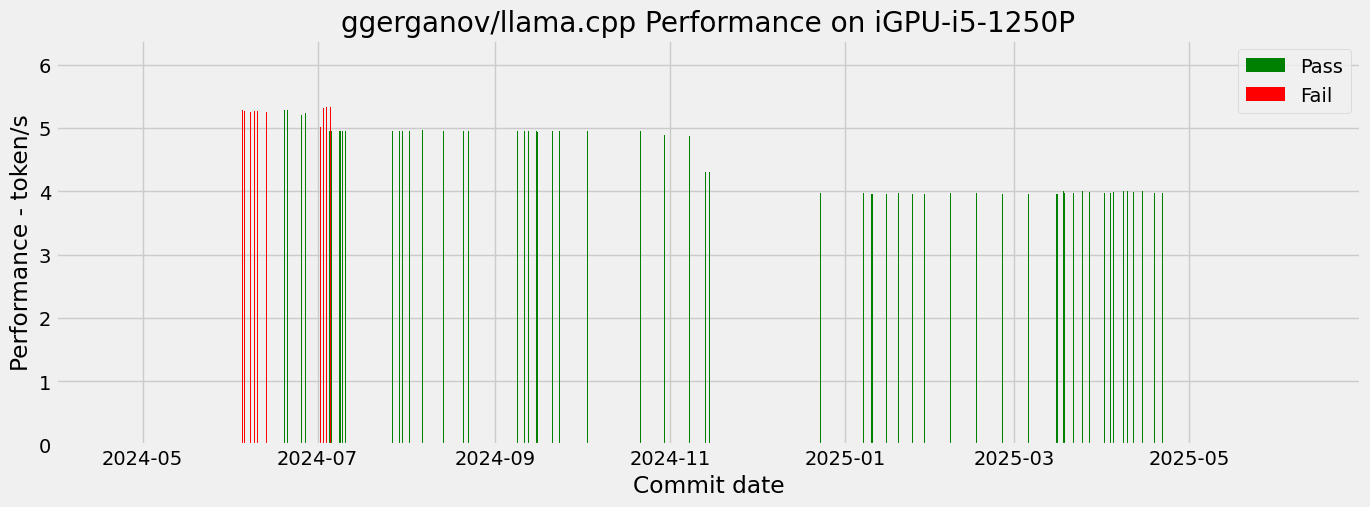 ggerganov/llama.cpp Performance on iGPU-i5-1250P
Pass
Fail
Performance - token/s
6
5
4
3
2
1
0
2024-05 2024-07 2024-09 2024-11 2025-01 2025-03 2025-05
Commit date